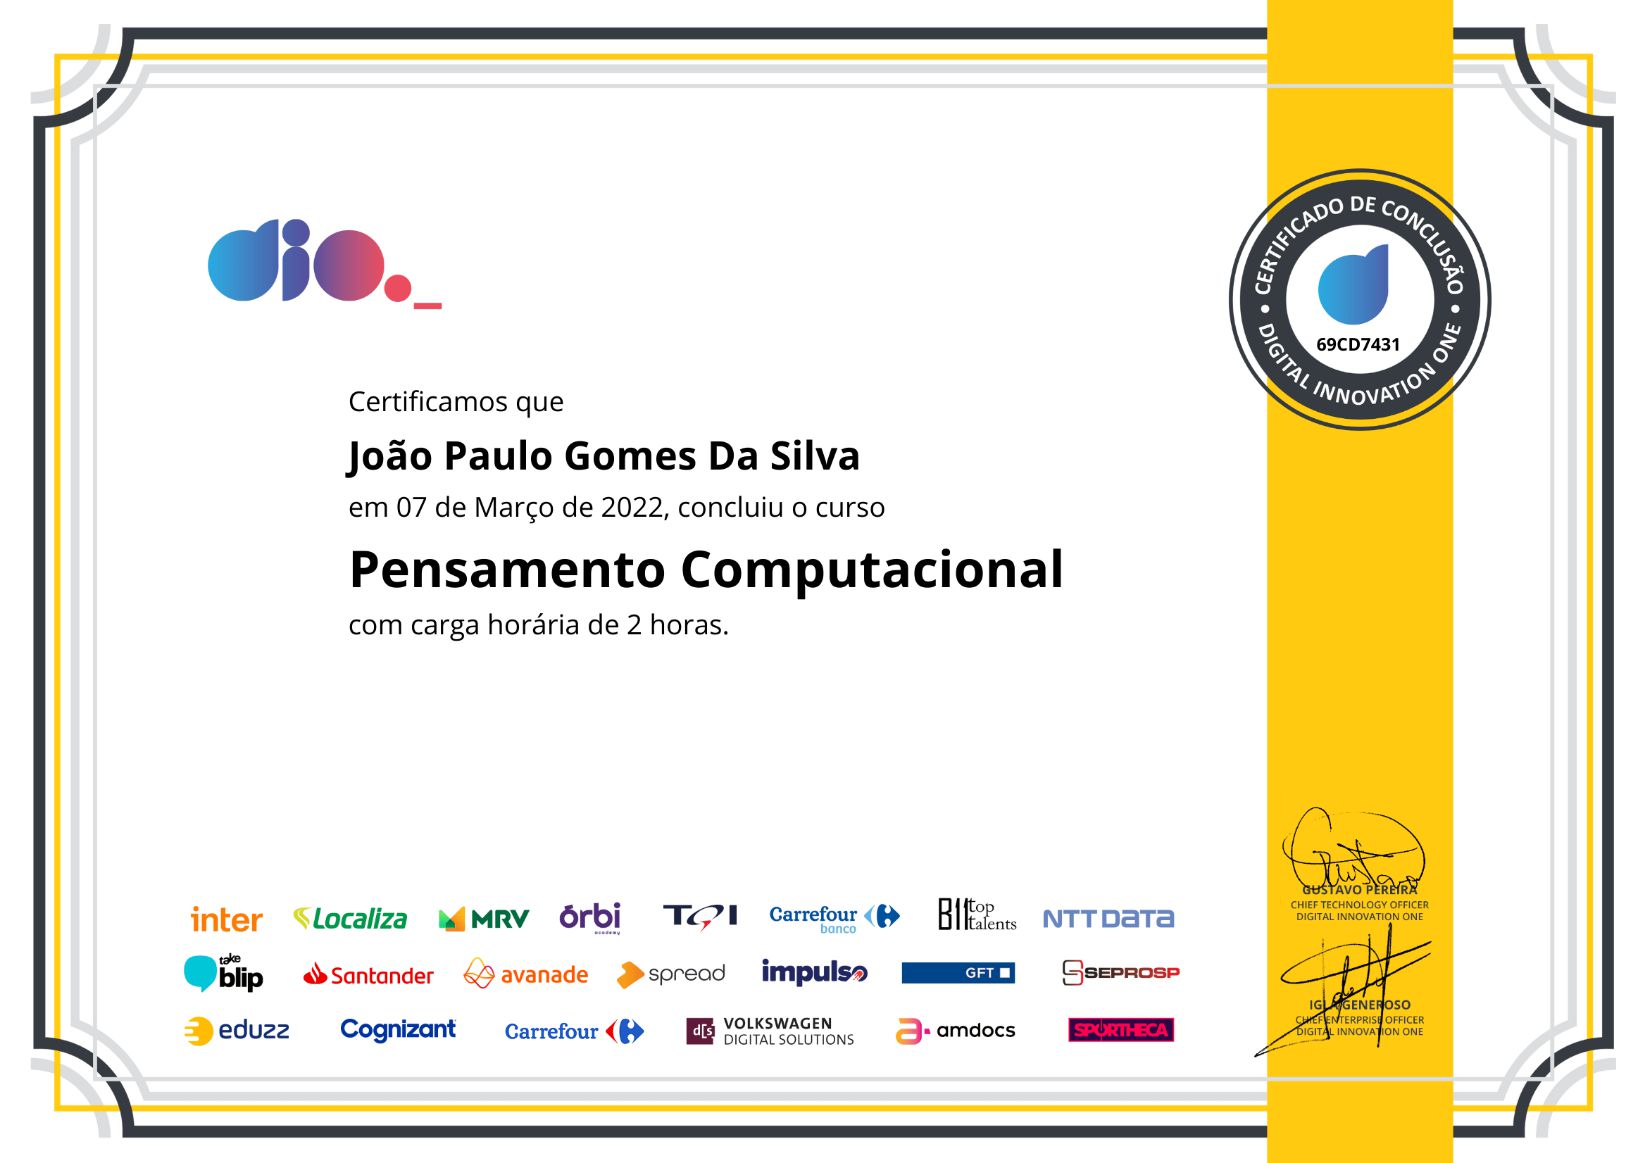 dio._
CERTIFICADO DE CONCLUSÃO
69CD7431
DIGITAL INNOVATION ONE
Certificamos que
João Paulo Gomes Da Silva
em 07 de Março de 2022, concluiu o curso
Pensamento Computacional
com carga horária de 2 horas.
Gustavo
GUSTAVO PEREIRA
CHIEF TECHNOLOGY OFFICER
DIGITAL INNOVATION ONE
IGLÁ GENEROSO
CHIEF ENTERPRISE OFFICER
DIGITAL INNOVATION ONE
inter Localiza MRV órbi academy TQI Carrefour banco B111 top talents NTT DATA
take blip Santander avanade spread impulso GFT SEPROSP
eduzz Cognizant Carrefour d[s VOLKSWAGEN DIGITAL SOLUTIONS amdocs SPORTHECA